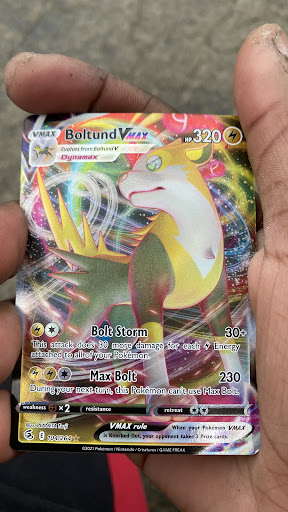 VMAX BoltundVMAX HP320
Evolves from Boltund V
Dynamax
Bolt Storm 30+
This attack does 30 more damage for each Energy
attached to all of your Pokémon.
Max Bolt 230
During your next turn, this Pokémon can't use Max Bolt.
weakness ×2 resistance retreat
VMAX rule When your Pokémon VMAX
is Knocked Out, your opponent takes 3 Prize cards.
E 104/264
©2021 Pokémon / Nintendo / Creatures / GAME FREAK